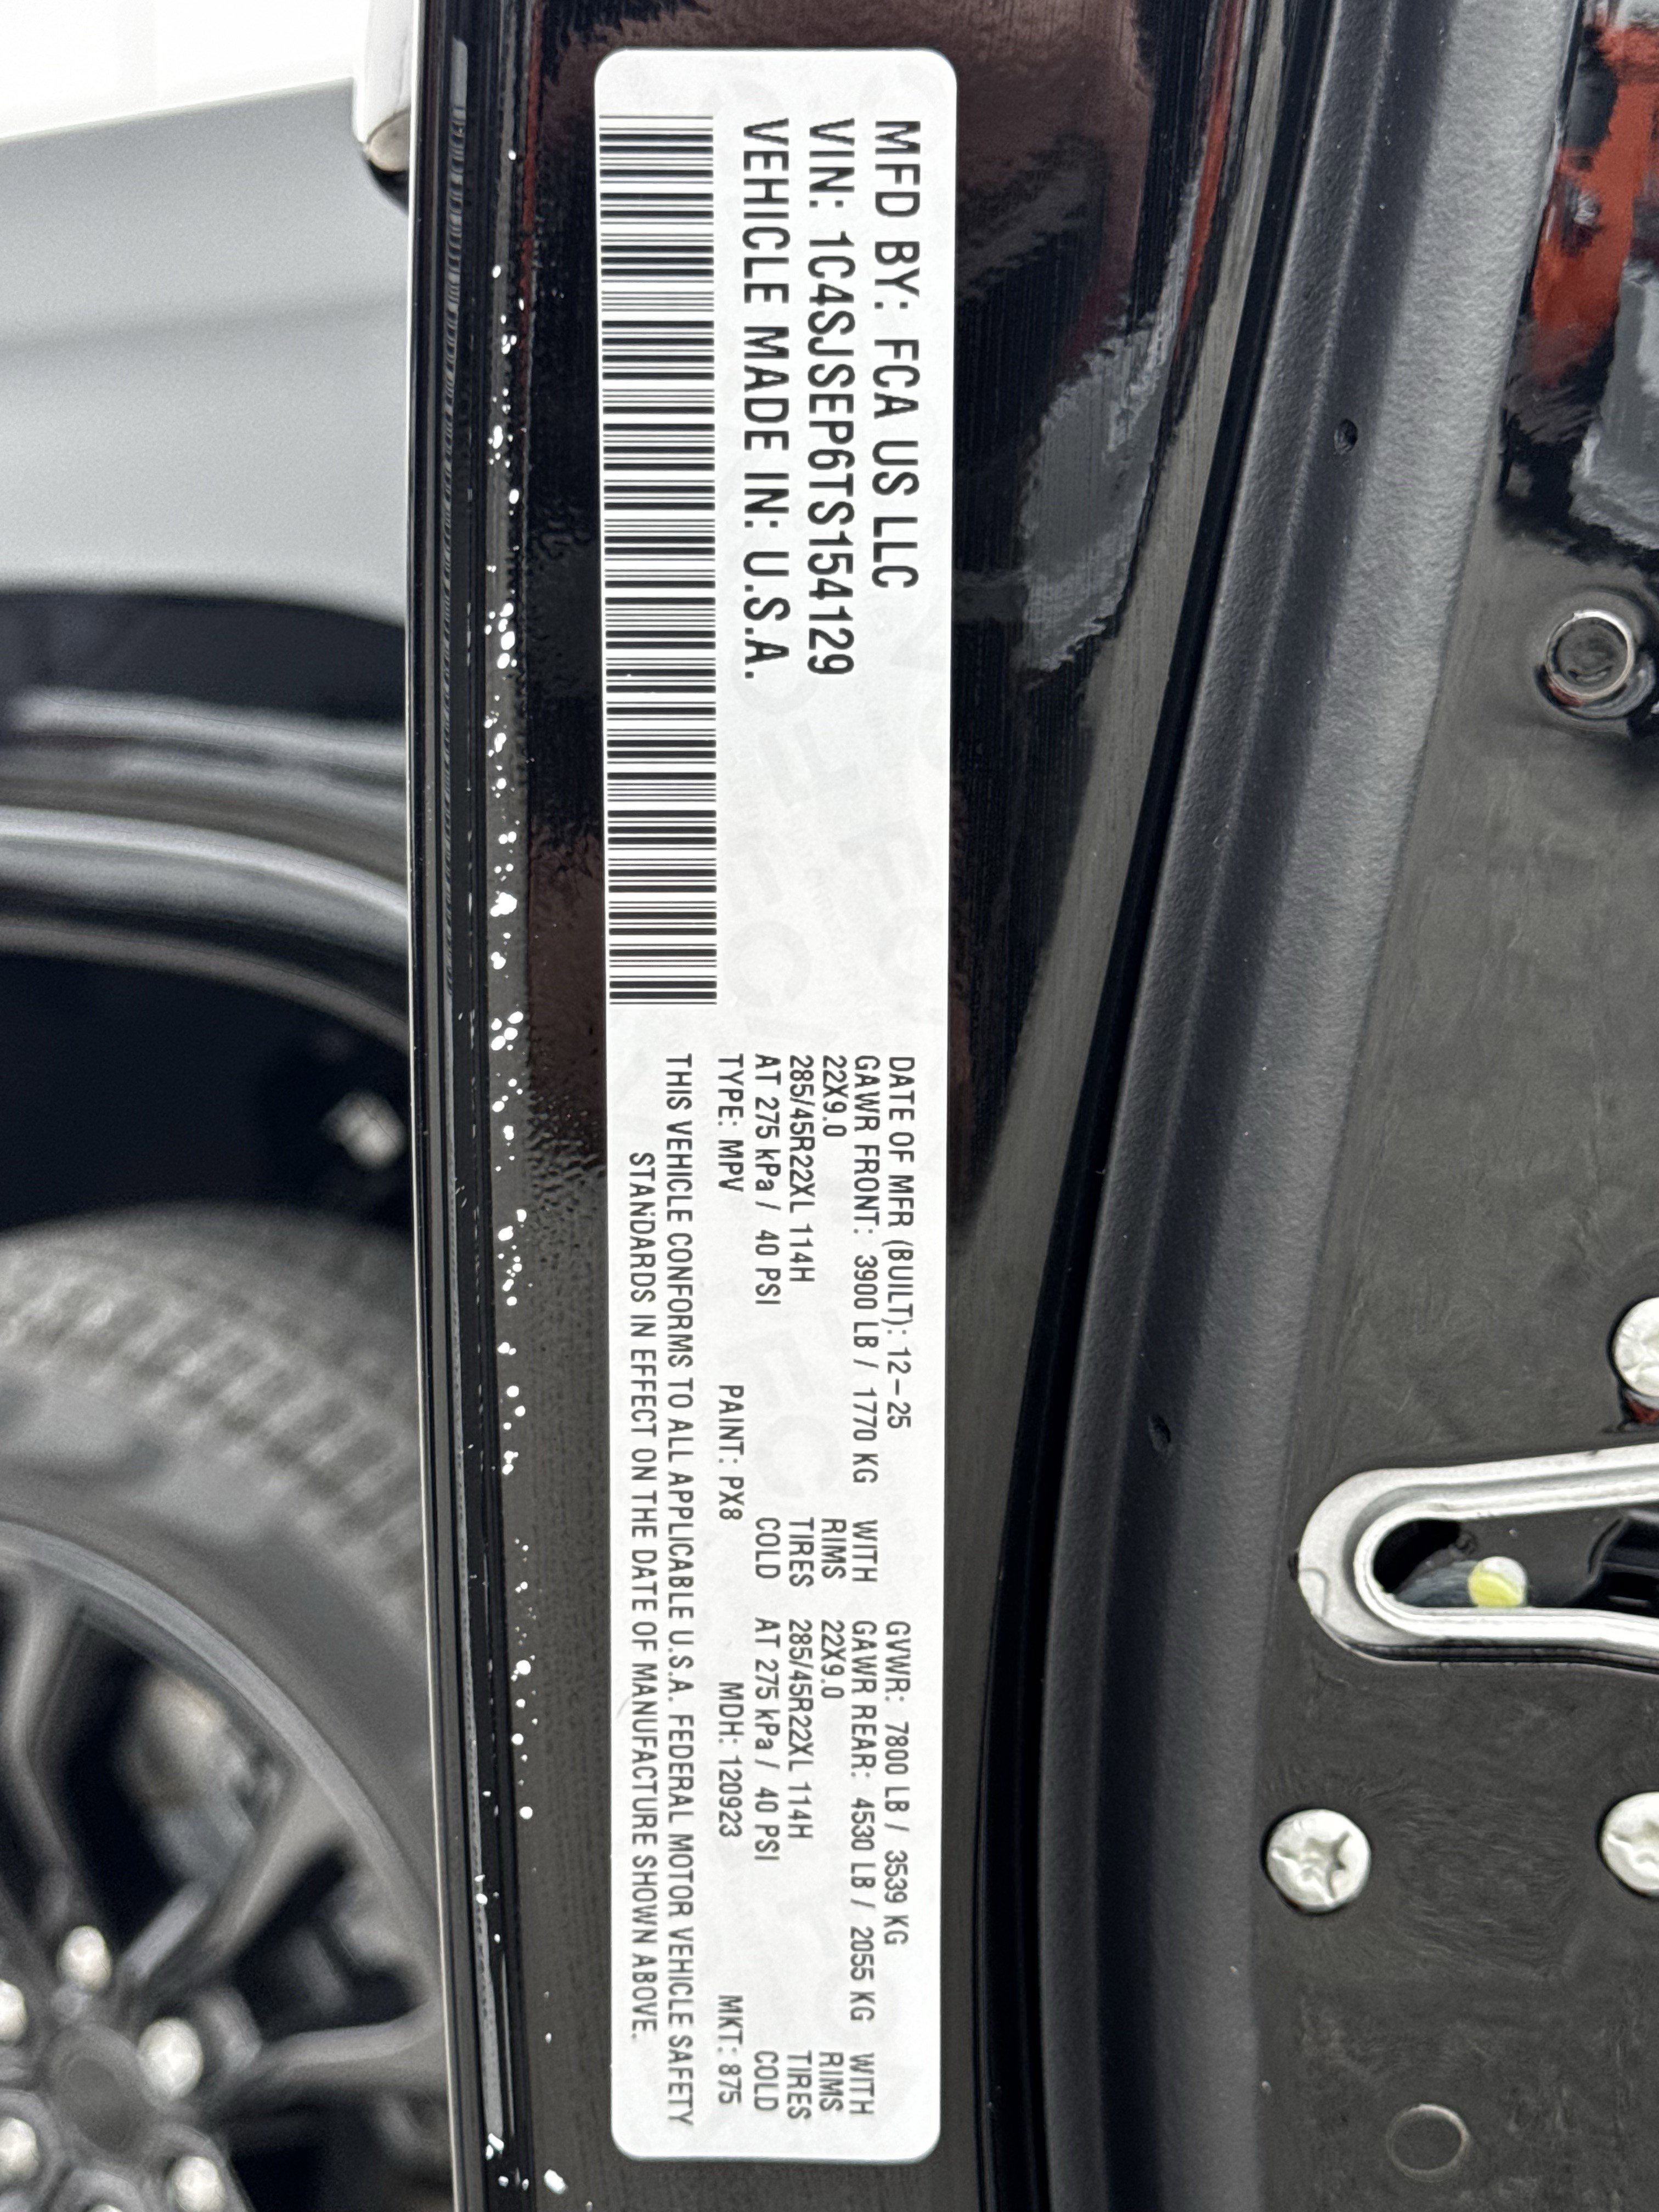 MFD BY: FCA US LLC
VIN: 1C4SJSEP6TS154129
VEHICLE MADE IN: U.S.A.
DATE OF MFR (BUILT): 12-25 GVWR: 7800 LB / 3539 KG
GAWR FRONT: 3900 LB / 1770 KG WITH GAWR REAR: 4530 LB / 2055 KG WITH
22X9.0 RIMS 22X9.0 RIMS
285/45R22XL 114H TIRES 285/45R22XL 114H TIRES
AT 275 kPa / 40 PSI COLD AT 275 kPa / 40 PSI COLD
TYPE: MPV PAINT: PX8 MDH: 120923 MKT: 875
THIS VEHICLE CONFORMS TO ALL APPLICABLE U.S.A. FEDERAL MOTOR VEHICLE SAFETY
STANDARDS IN EFFECT ON THE DATE OF MANUFACTURE SHOWN ABOVE.